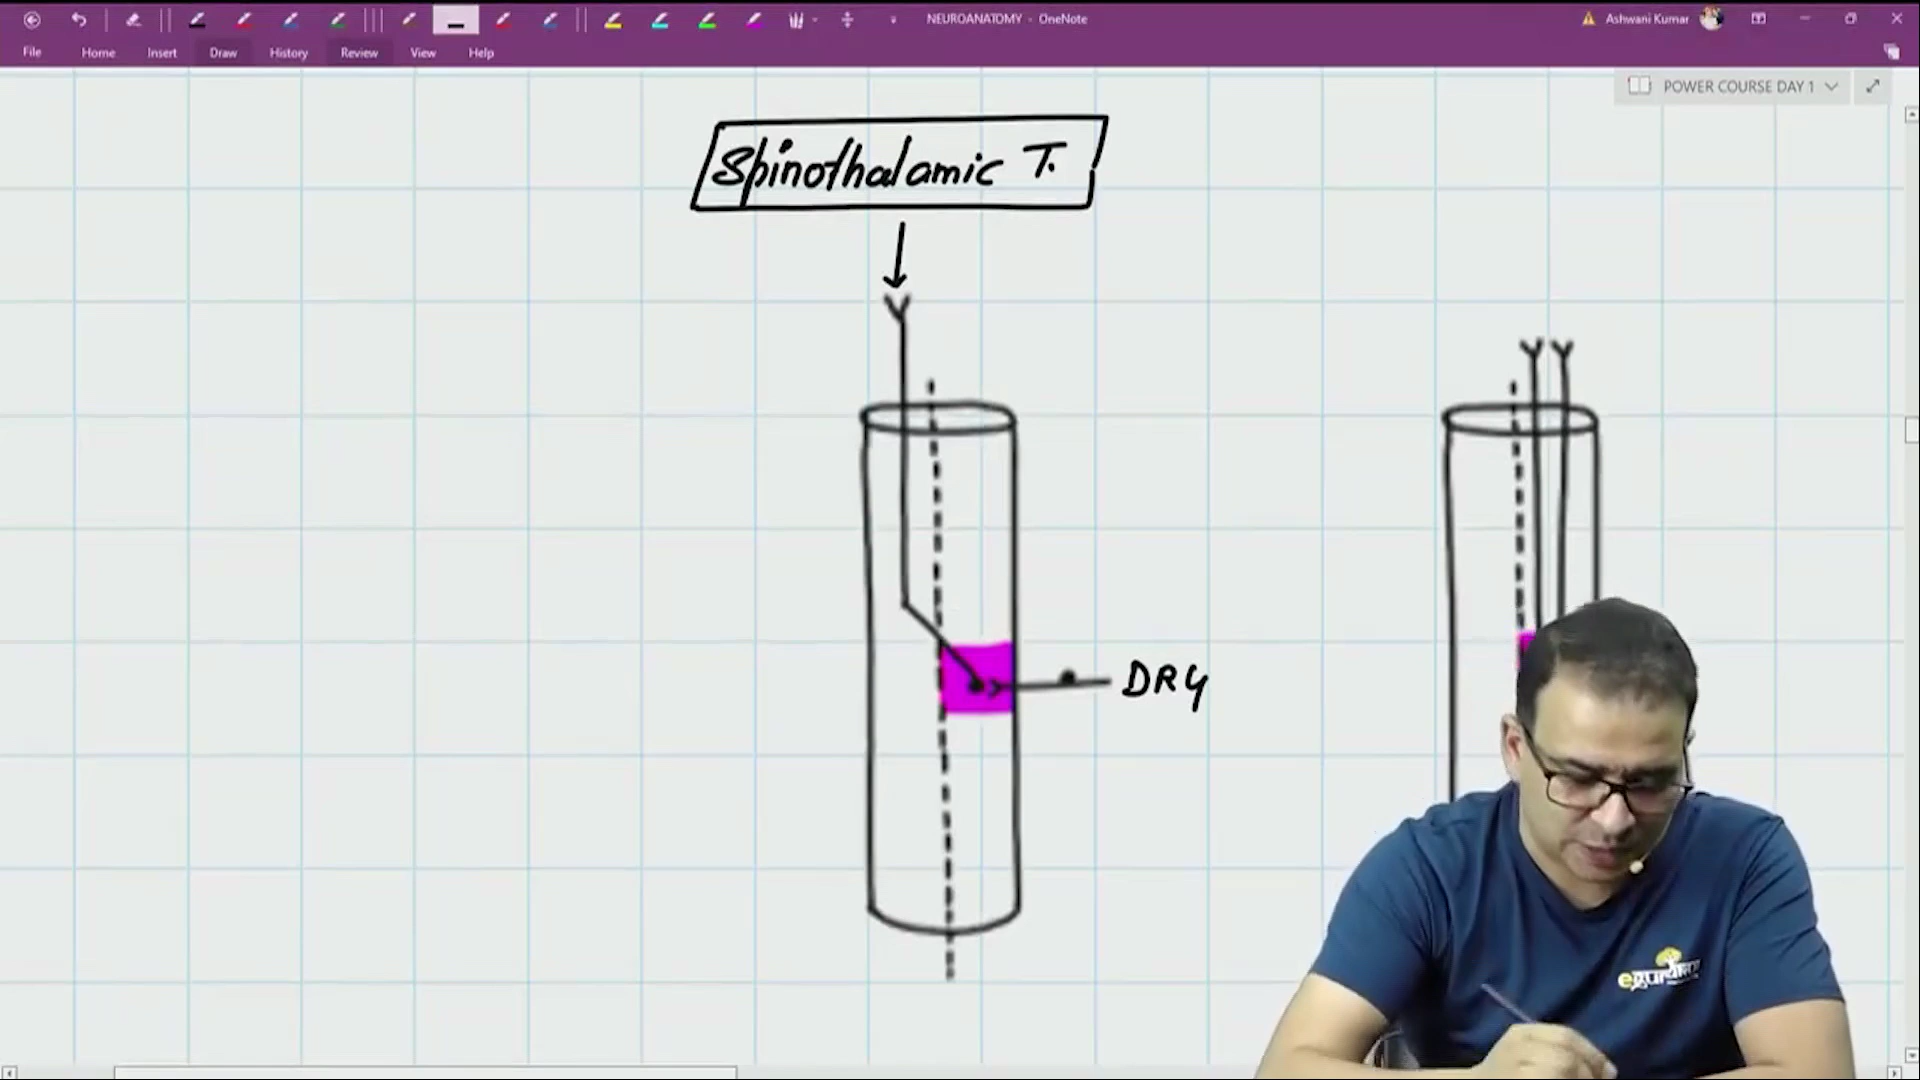 NEUROANATOMY - OneNote
Ashwani Kumar
File Home Insert Draw History Review View Help
POWER COURSE DAY 1
Spinothalamic T.
DRG